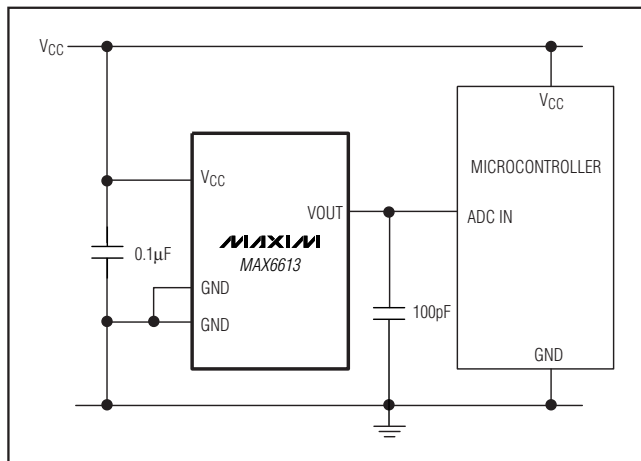 VCC
VCC
MICROCONTROLLER
VCC
VOUT
ADC IN
MAXIM
0.1µF
MAX6613
GND
GND
100pF
GND